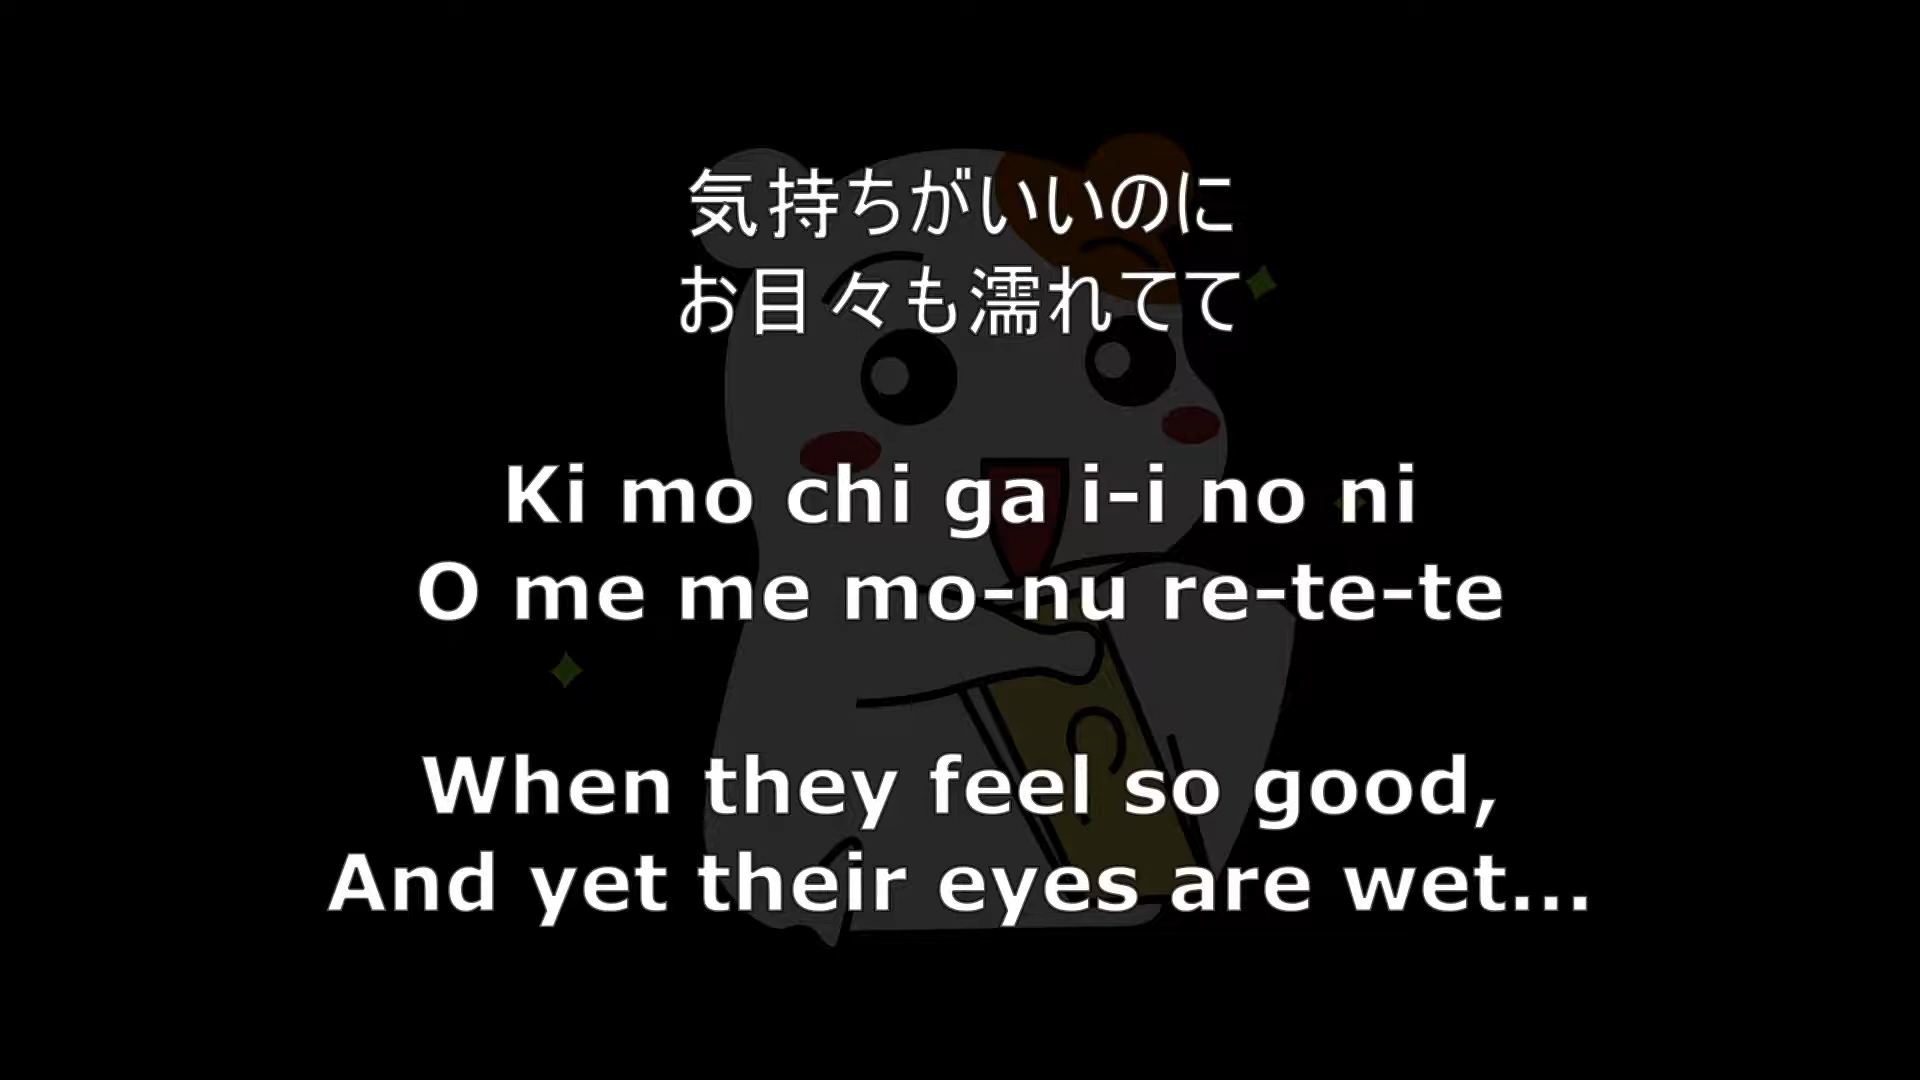 気持ちがいいのに
お目々も濡れてて
Ki mo chi ga i-i no ni
O me me mo-nu re-te-te
When they feel so good,
And yet their eyes are wet...